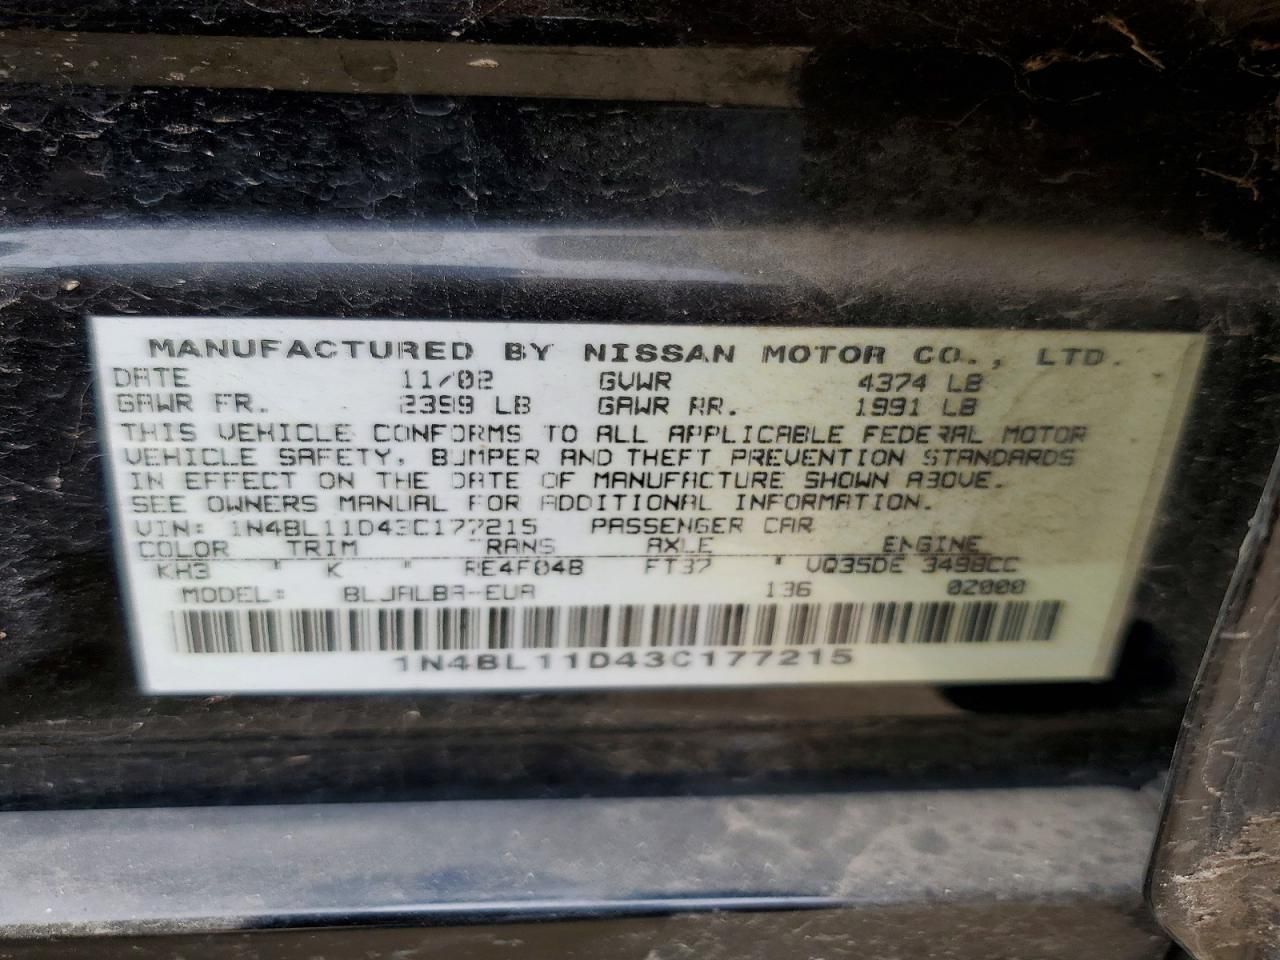 MANUFACTURED BY NISSAN MOTOR CO., LTD.
DATE 11/02 GVWR 4374 LB
GAWR FR. 2399 LB GAWR RR. 1991 LB
THIS VEHICLE CONFORMS TO ALL APPLICABLE FEDERAL MOTOR
VEHICLE SAFETY, BUMPER AND THEFT PREVENTION STANDARDS
IN EFFECT ON THE DATE OF MANUFACTURE SHOWN ABOVE.
SEE OWNERS MANUAL FOR ADDITIONAL INFORMATION.
VIN: 1N4BL11D43C177215 PASSENGER CAR
COLOR TRIM TRANS AXLE ENGINE
KH3 * K RE4F04B FT37 * VQ35DE 3498CC
MODEL: BLJALBA-EUA 136 02000
1N4BL11D43C177215